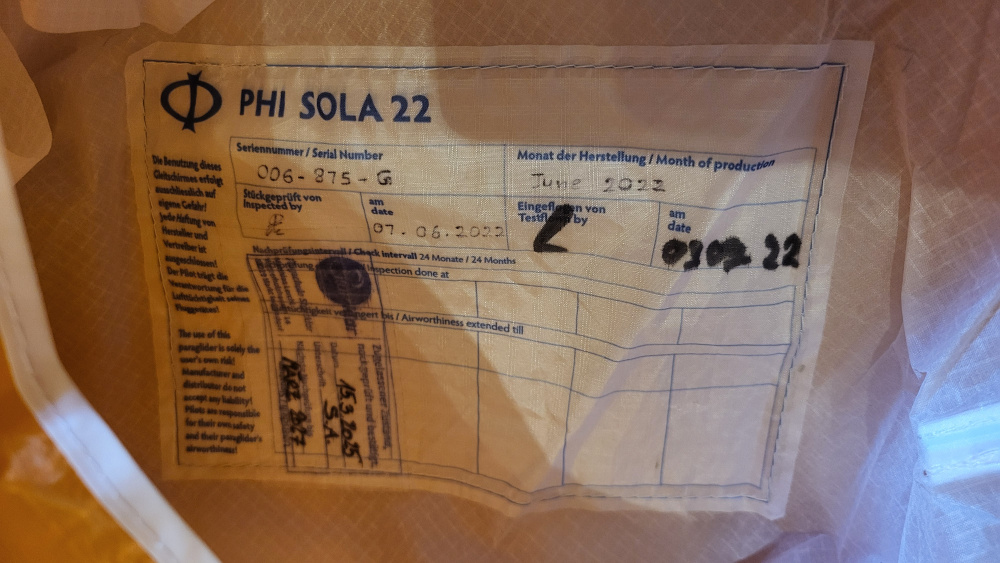 PHI SOLA 22
Die Benutzung dieses
Gleitschirmes erfolgt
ausschließlich auf
eigene Gefahr!
Jede Haftung von
Hersteller und
Vertreiber ist
ausgeschlossen!
Der Pilot trägt die
Verantwortung für die
Lufttüchtigkeit seines
Fluggerätes!
The use of this
paraglider is solely the
user's own risk!
Manufacturer and
distributor do not
accept any liability!
Pilots are responsible
for their own safety
and their paraglider's
airworthiness!
Seriennummer / Serial Number
006-875-G
Monat der Herstellung / Month of production
June 2022
Stückgeprüft von
Inspected by
am
date
07.06.2022
Eingeflogen von
Testflown by
am
date
22
Nachprüfungsintervall / Check intervall 24 Monate / 24 Months
inspection done at
verlängert bis / Airworthiness extended till
15.3.2025
S.A.